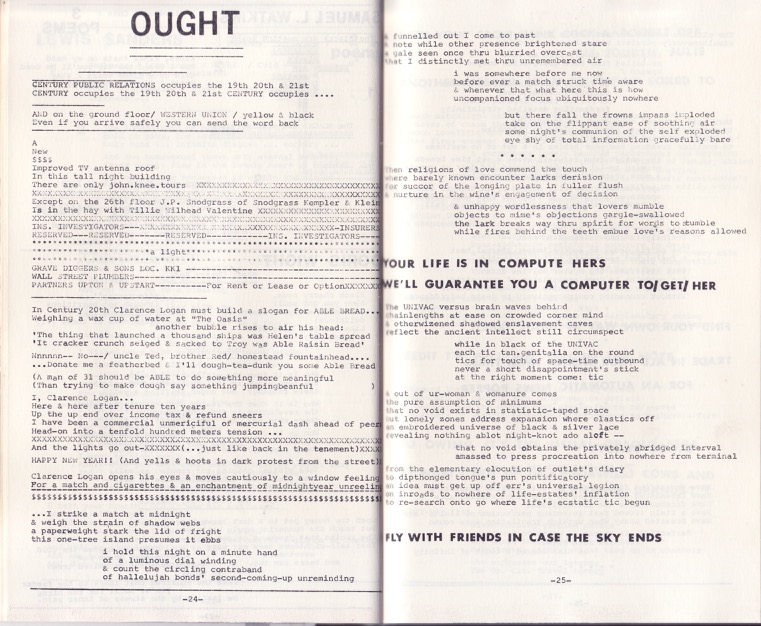 OUGHT
CENTURY PUBLIC RELATIONS occupies the 19th 20th & 21st
CENTURY occupies the 19th 20th & 21st CENTURY occupies ....
AND on the ground floor/ WESTERN UNION / yellow & black
Even if you arrive safely you can send the word back
A
New
$$$$
Improved TV antenna roof
In this tall night building
There are only john.knee.tours
Except on the 26th floor J.P. Snodgrass of Snodgrass Kempler & Klein
Is in the hay with Tillie Wilhead Valentine
INS. INVESTIGATORS
RESERVED--RESERVED------RESERVED------INS. INVESTIGATORS
*a light*
GRAVE DIGGERS & SONS LOC. KKI
WALL STREET PLUMBERS
PARTNERS UPTON & UPSTART--------For Rent or Lease or Option
In Century 20th Clarence Logan must build a slogan for ABLE BREAD...
Weighing a wax cup of water at "The Oasis"
another bubble rises to air his head:
'The thing that launched a thousand ships was Helen's table spread
'It cracker crunch seiged & sacked to Troy was Able Raisin Bread'
Nnnnnn-- No---/ uncle Ted, brother Red/ homestead fountainhead....
...Donate me a featherbed & I'll dough-tea-dunk you some Able Bread
(A man of 31 should be ABLE to do something more meaningful
(Than trying to make dough say something jumpingbeanful )
I, Clarence Logan...
Here & here after tenure ten years
Up the up end over income tax & refund sneers
I have been a commercial unmericiful of mercurial dash ahead of peer
Head-on into a tenfold hundred meters tension ...
And the lights go out--XXXXXX(...just like back in the tenement)XXXX
HAPPY NEW YEAR!! (And yells & hoots in dark protest from the street)
Clarence Logan opens his eyes & moves cautiously to a window feeling
For a match and cigarettes & an enchantment of midnightyear unreelin
...I strike a match at midnight
& weigh the strain of shadow webs
a paperweight stark the lid of fright
this one-tree island presumes it ebbs
i hold this night on a minute hand
of a luminous dial winding
& count the circling contraband
of hallelujah bonds' second-coming-up unreminding
-24-
funnelled out I come to past
note while other presence brightened stare
gale seen once thru blurried overcast
that I distinctly met thru unremembered air
i was somewhere before me now
before ever a match struck time aware
& whenever that what here this is how
uncompanioned focus ubiquitously nowhere
but there fall the frowns impass imploded
take on the flippant ease of soothing air
some night's communion of the self exploded
eye shy of total information gracefully bare
* * * * * *
Then religions of love commend the touch
where barely known encounter larks derision
for succor of the longing plate in fuller flush
nurture in the wine's engagement of decision
& unhappy wordlessness that lovers mumble
objects to mime's objections gargle-swallowed
the lark breaks way thru spirit for words to tumble
while fires behind the teeth embue love's reasons allowed
YOUR LIFE IS IN COMPUTE HERS
WE'LL GUARANTEE YOU A COMPUTER TO/GET/HER
The UNIVAC versus brain waves behind
chainlengths at ease on crowded corner mind
& otherwizened shadowed enslavement caves
reflect the ancient intellect still circumspect
while in black of the UNIVAC
each tic tan.genitalia on the round
tics for touch of space-time outbound
never a short disappointment's stick
at the right moment come: tic
& out of ur-woman & womanure comes
the pure assumption of minimums
that no void exists in statistic-taped space
but lonely zones address expansion where elastics off
an embroidered universe of black & silver lace
revealing nothing ablot night-knot ado aloft --
that no void obtains the privately abridged interval
amassed to press procreation into nowhere from terminal
from the elementary elocution of outlet's diary
to dipthonged tongue's pun pontificatory
an idea must get up off err's universal legion
on inroads to nowhere of life-estates' inflation
to re-search onto go where life's ecstatic tic begun
FLY WITH FRIENDS IN CASE THE SKY ENDS
-25-